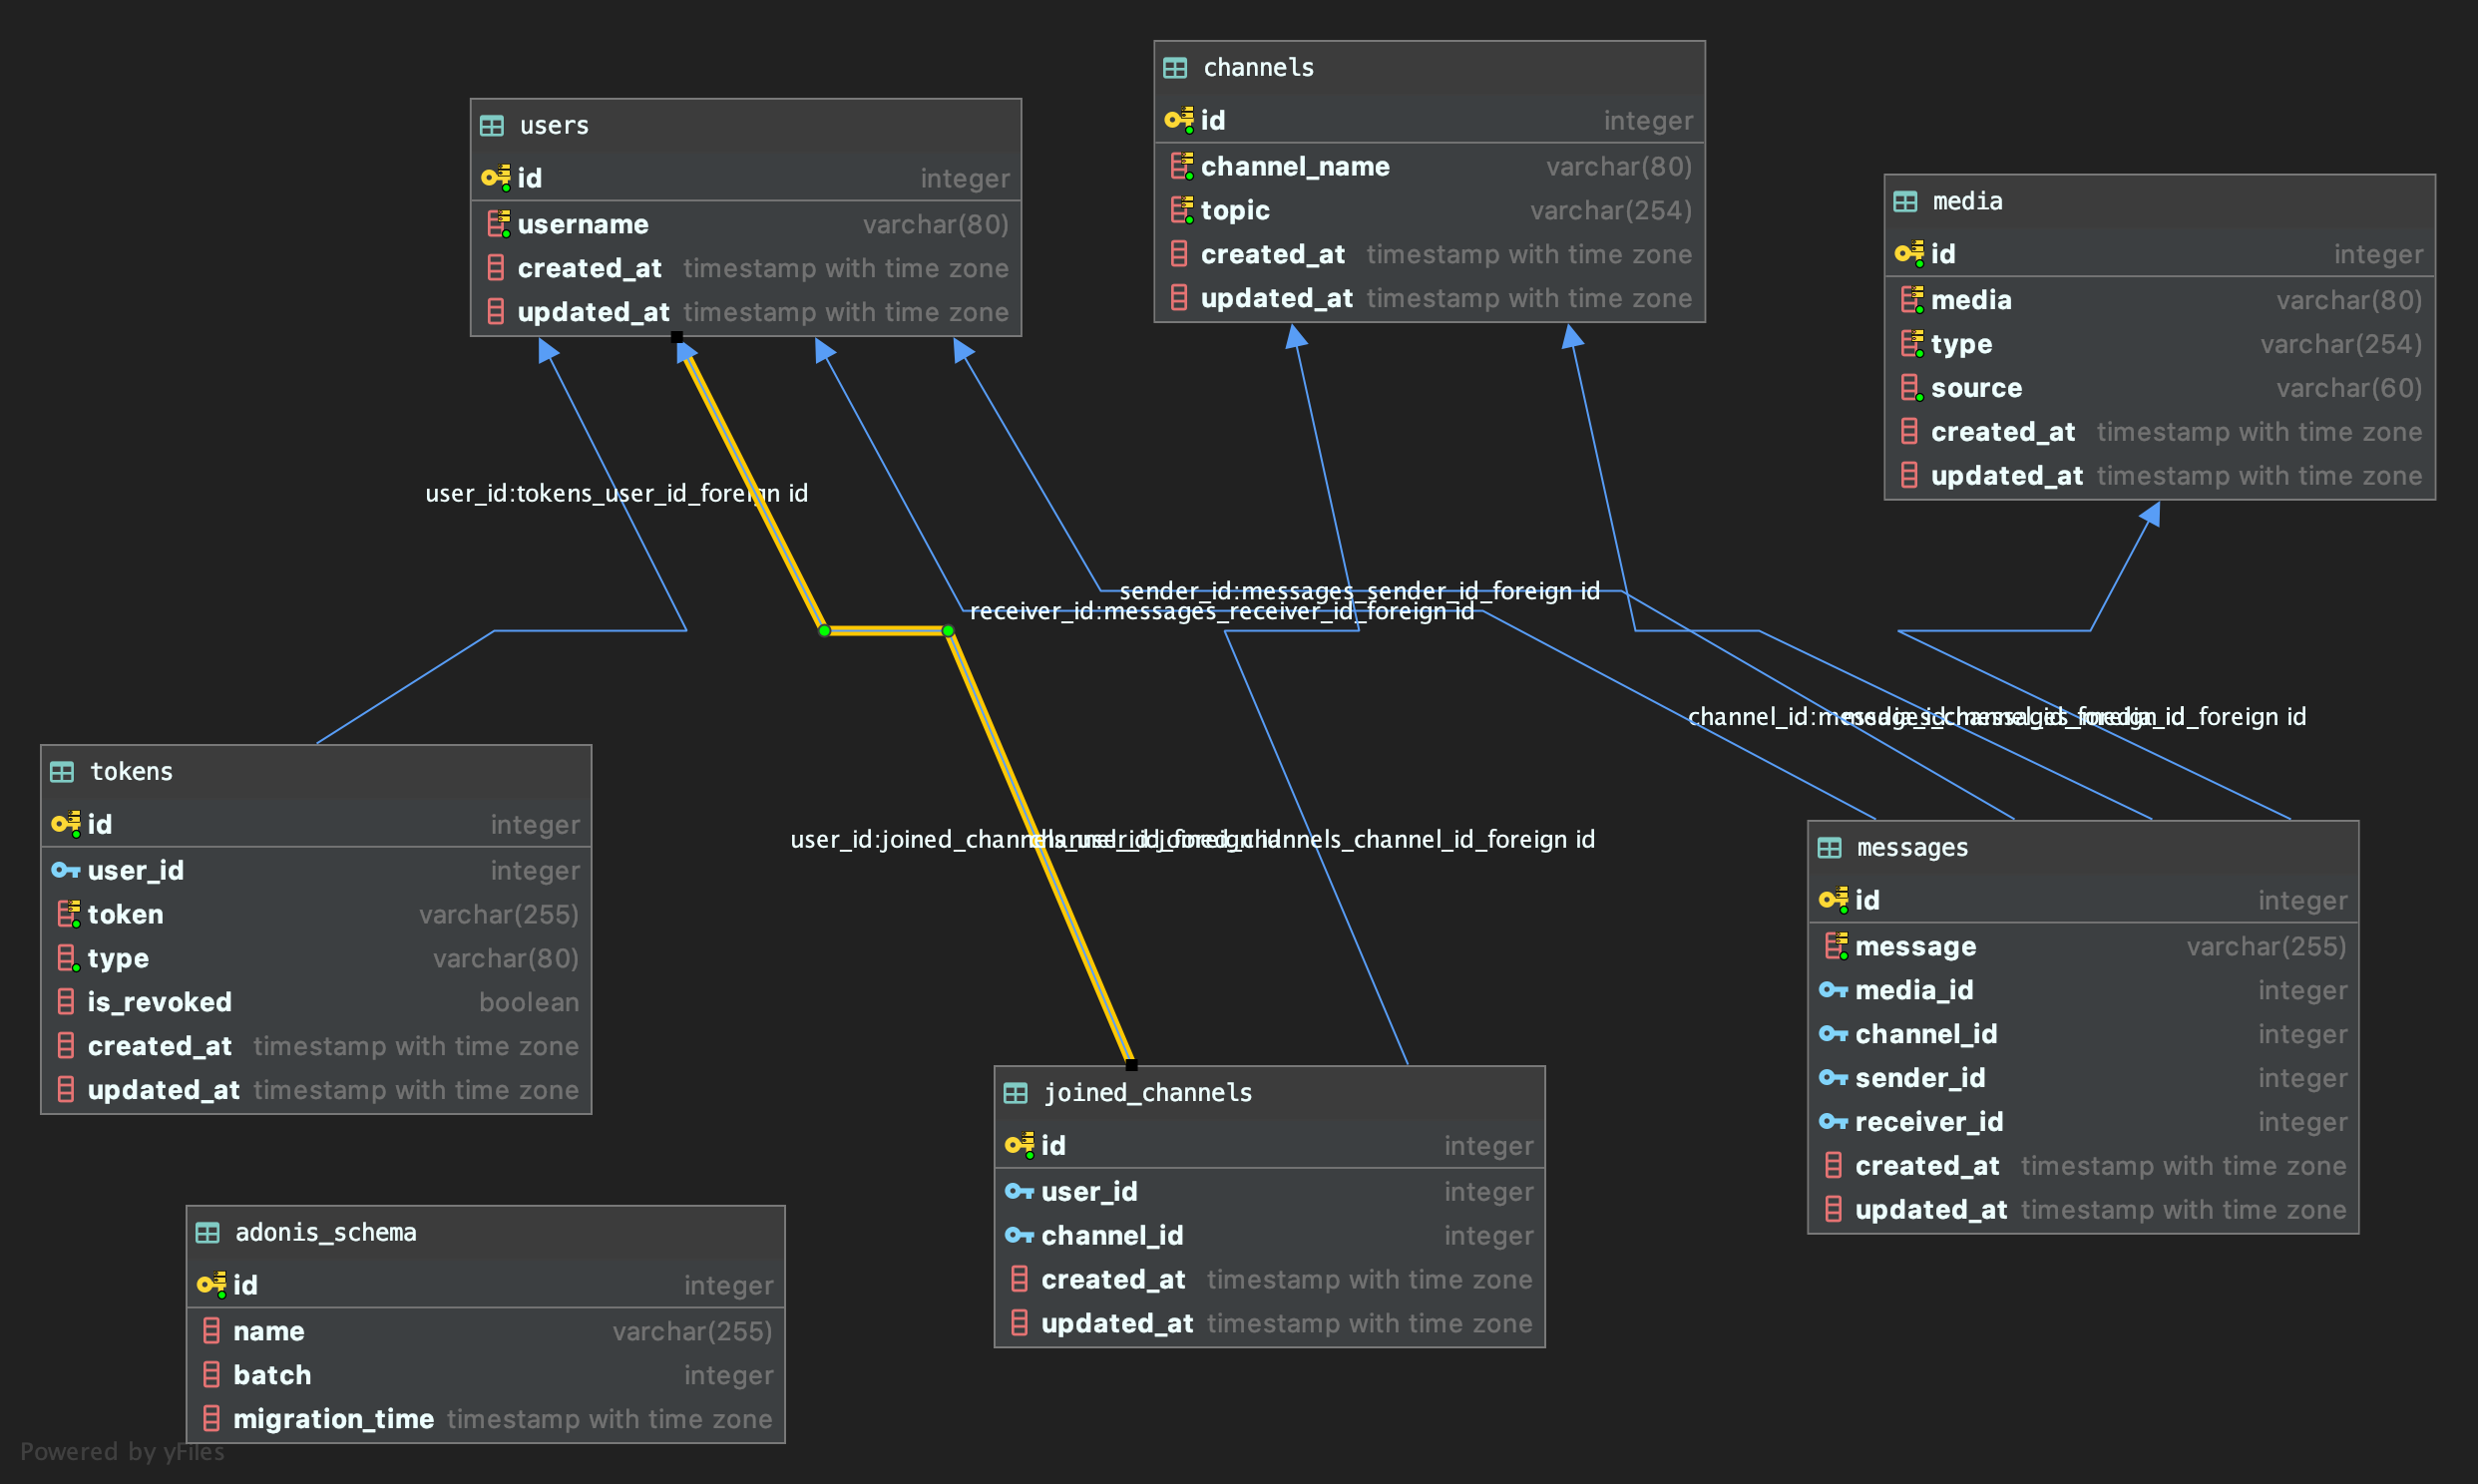 users
id integer
username varchar(80)
created_at timestamp with time zone
updated_at timestamp with time zone
channels
id integer
channel_name varchar(80)
topic varchar(254)
created_at timestamp with time zone
updated_at timestamp with time zone
media
id integer
media varchar(80)
type varchar(254)
source varchar(60)
created_at timestamp with time zone
updated_at timestamp with time zone
user_id:tokens_user_id_foreign id
sender_id:messages_sender_id_foreign id
receiver_id:messages_receiver_id_foreign id
channel_id:messages_channel_id_foreign id
media_id:messages_media_id_foreign id
user_id:joined_channels_user_id_foreign id
channel_id:joined_channels_channel_id_foreign id
tokens
id integer
user_id integer
token varchar(255)
type varchar(80)
is_revoked boolean
created_at timestamp with time zone
updated_at timestamp with time zone
messages
id integer
message varchar(255)
media_id integer
channel_id integer
sender_id integer
receiver_id integer
created_at timestamp with time zone
updated_at timestamp with time zone
joined_channels
id integer
user_id integer
channel_id integer
created_at timestamp with time zone
updated_at timestamp with time zone
adonis_schema
id integer
name varchar(255)
batch integer
migration_time timestamp with time zone
Powered by yFiles